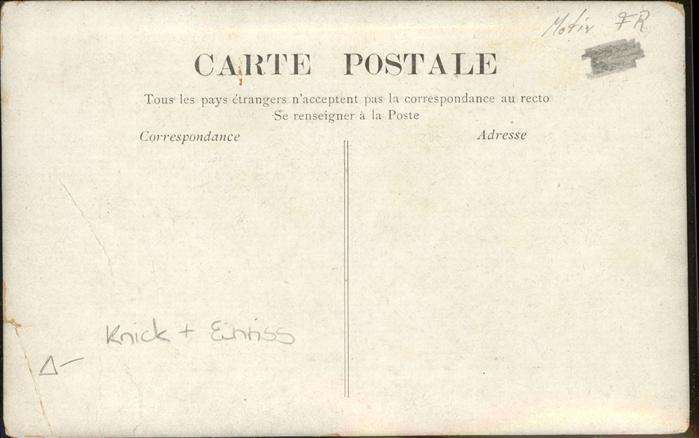 Motiv FR
CARTE POSTALE
Tous les pays étrangers n'acceptent pas la correspondance au recto
Se renseigner à la Poste
Correspondance
Adresse
Knick + Einriss